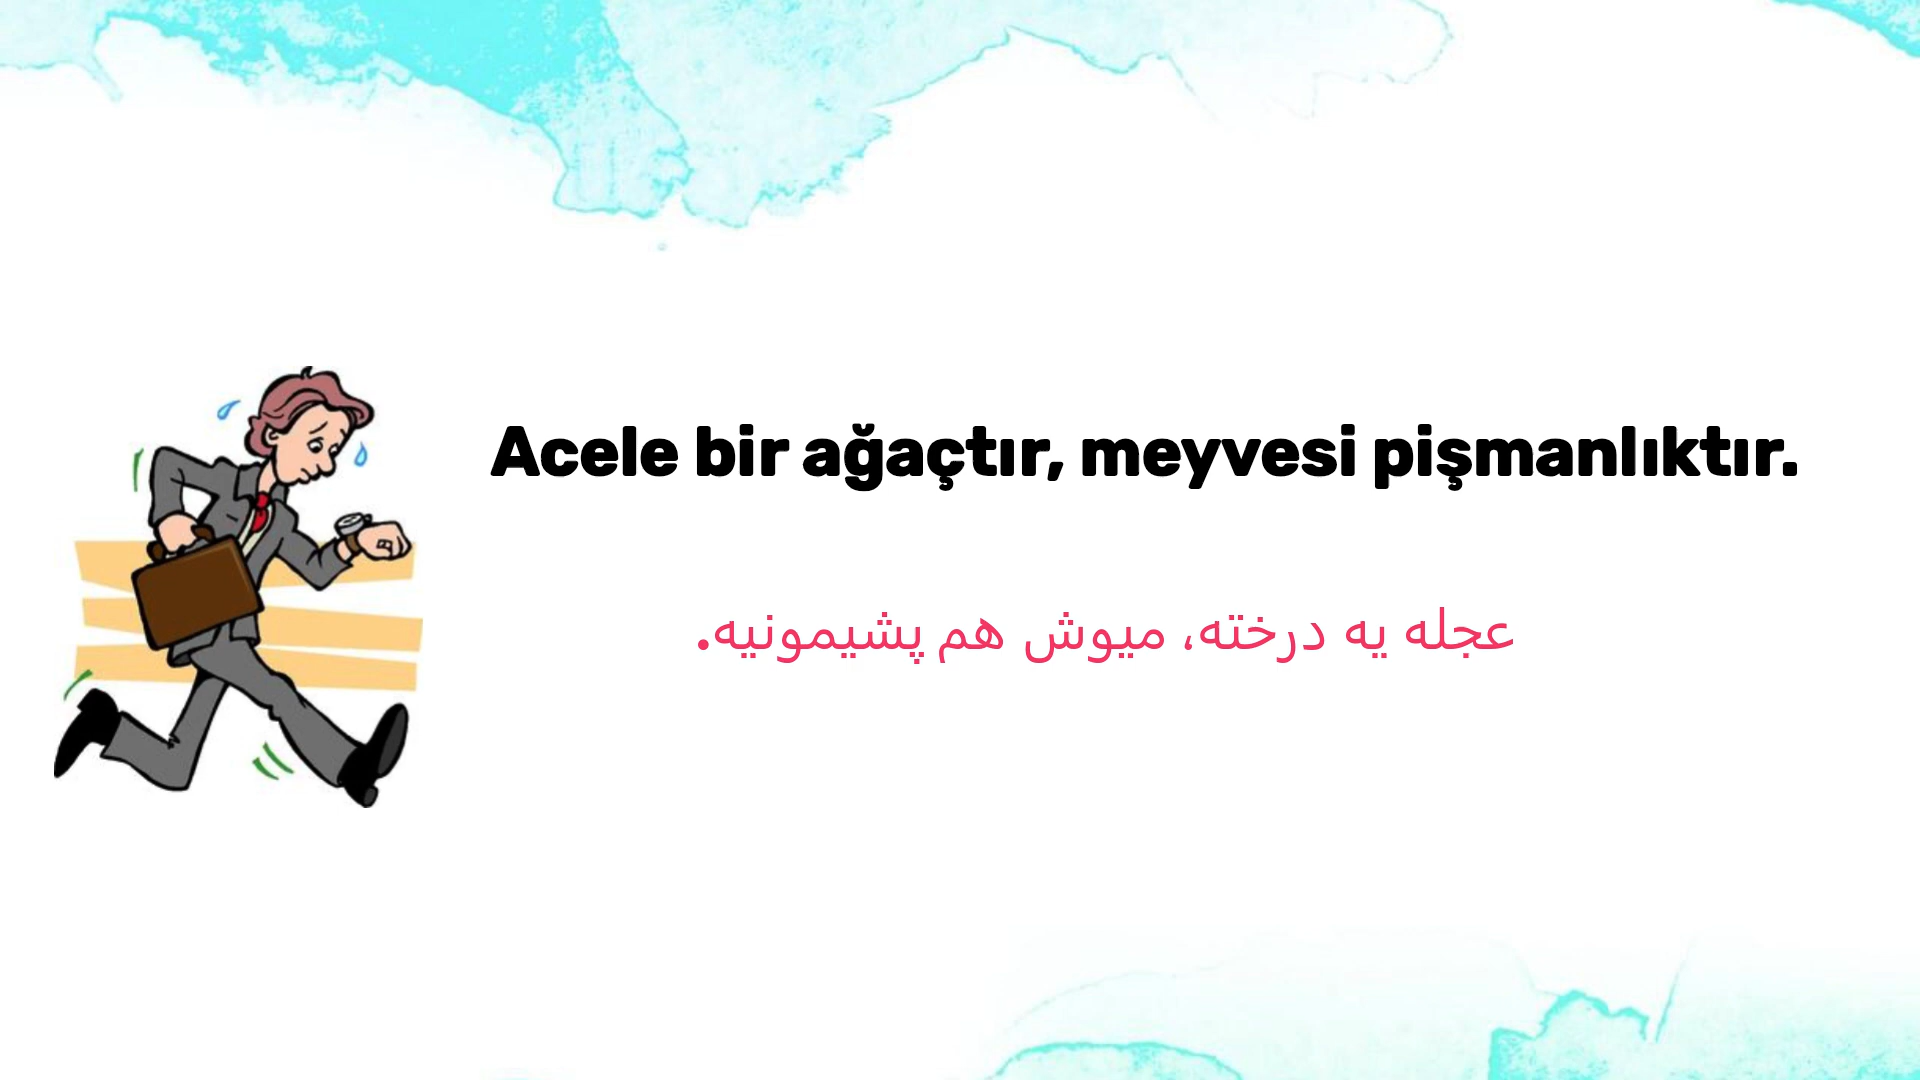 Acele bir ağaçtır, meyvesi pişmanlıktır.
عجله یه درخته، میوش هم پشیمونیه.